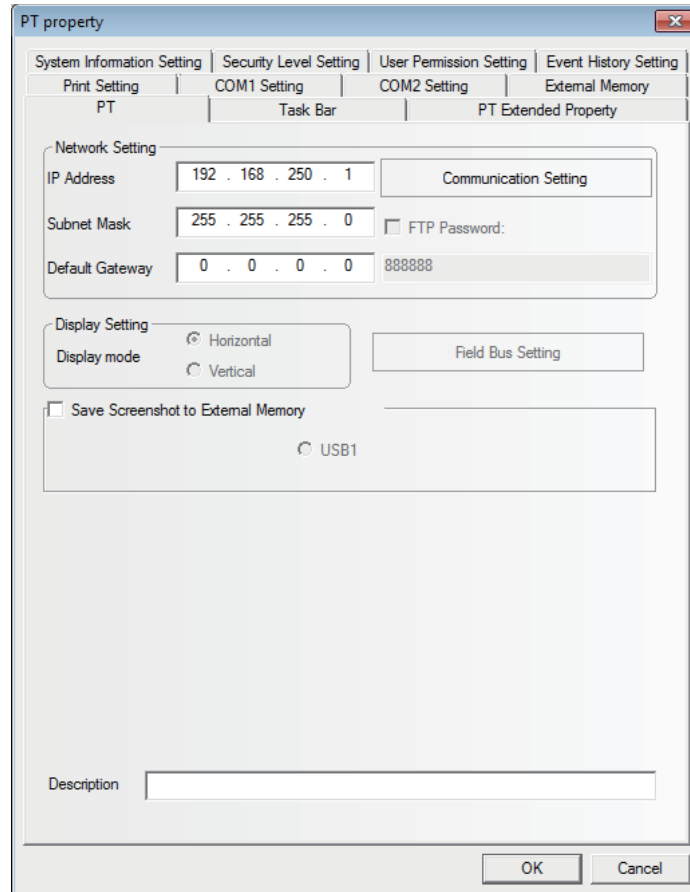 PT property
System Information Setting Security Level Setting User Permission Setting Event History Setting
Print Setting COM1 Setting COM2 Setting External Memory
PT Task Bar PT Extended Property
Network Setting
IP Address 192 . 168 . 250 . 1 Communication Setting
Subnet Mask 255 . 255 . 255 . 0 FTP Password:
Default Gateway 0 . 0 . 0 . 0 888888
Display Setting
Display mode Horizontal
Vertical
Field Bus Setting
Save Screenshot to External Memory
USB1
Description
OK Cancel